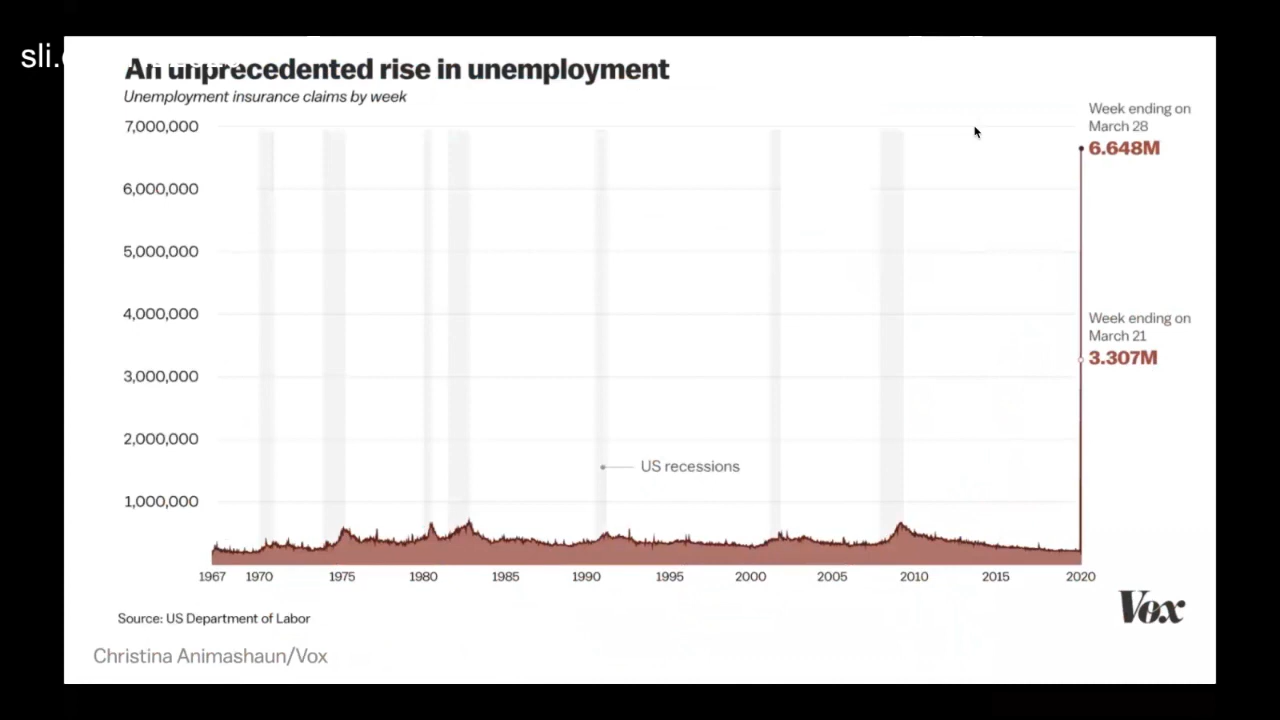 sli.
An unprecedented rise in unemployment
Unemployment insurance claims by week
Week ending on
March 28
6.648M
7,000,000
6,000,000
5,000,000
4,000,000
Week ending on
March 21
3.307M
3,000,000
2,000,000
US recessions
1,000,000
1967 1970 1975 1980 1985 1990 1995 2000 2005 2010 2015 2020
Vox
Source: US Department of Labor
Christina Animashaun/Vox